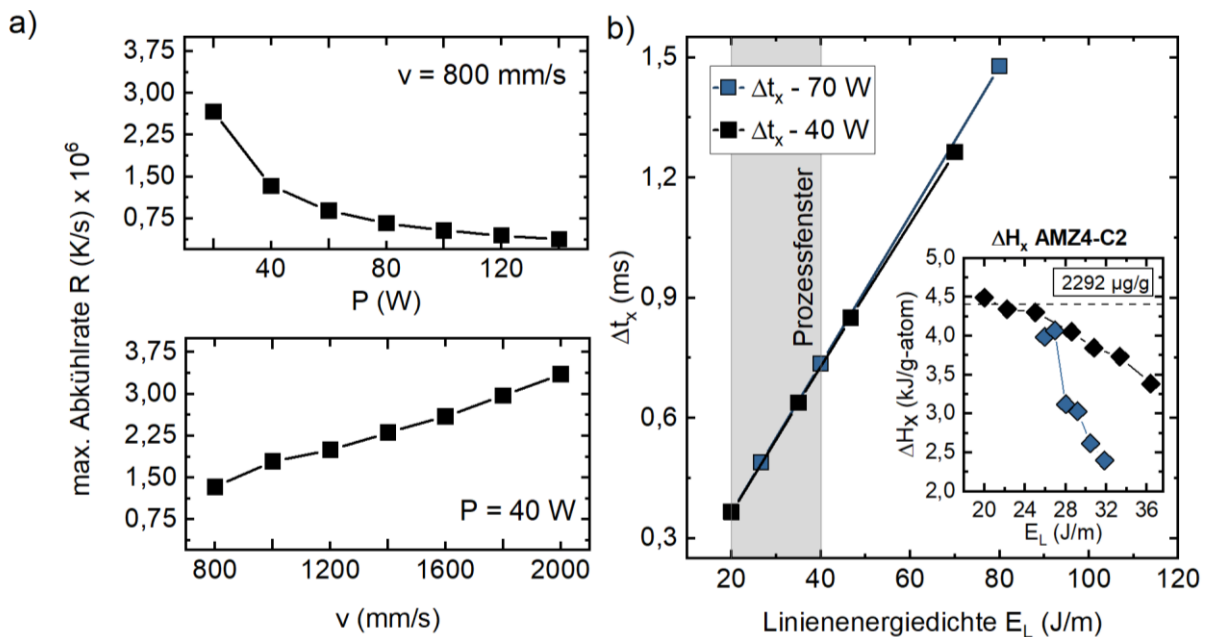 a)
max. Abkühlrate R (K/s) x 10⁶
3,75
3,00
2,25
1,50
0,75
v = 800 mm/s
40
80
120
P (W)
3,75
3,00
2,25
1,50
0,75
P = 40 W
800
1200
1600
2000
v (mm/s)
b)
Δtₓ (ms)
1,5
1,2
0,9
0,6
0,3
Δtₓ - 70 W
Δtₓ - 40 W
Prozessfenster
ΔHₓ AMZ4-C2
2292 µg/g
ΔHx (kJ/g-atom)
5,0
4,5
4,0
3,5
3,0
2,5
2,0
20 24 28 32 36
E_L (J/m)
20 40 60 80 100 120
Linienenergiedichte E_L (J/m)